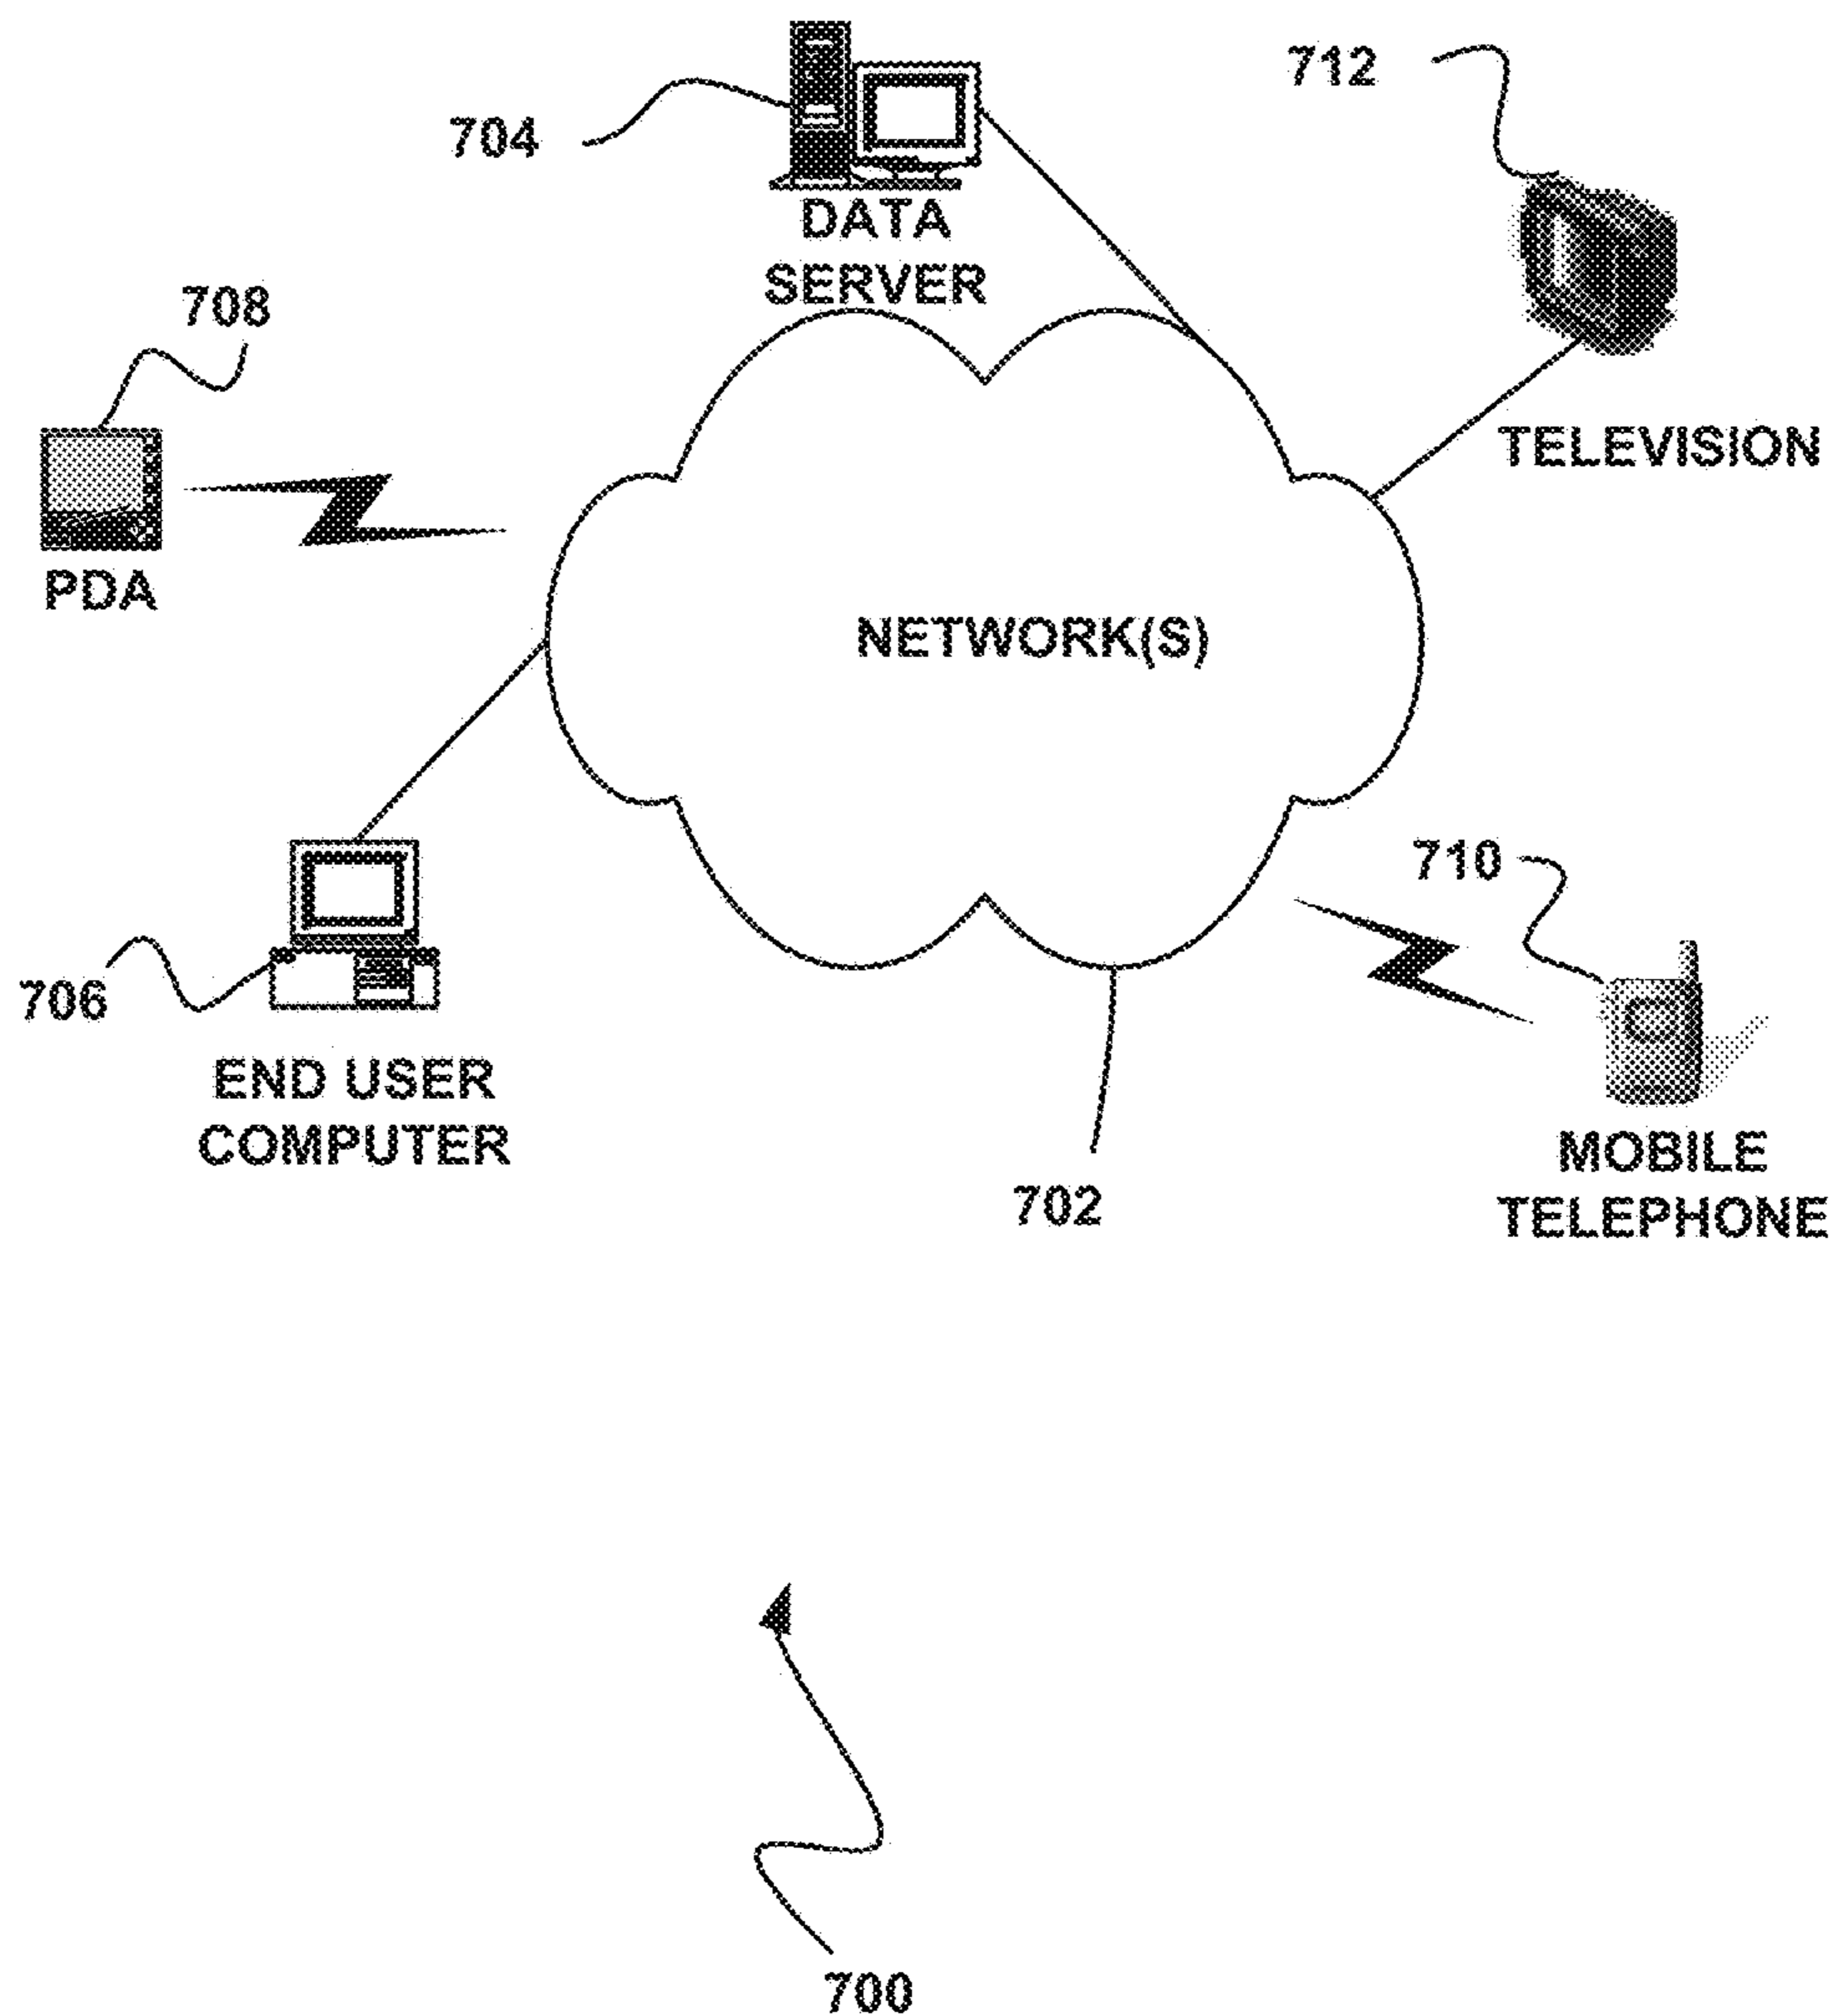 712
704
DATA
SERVER
708
TELEVISION
PDA
NETWORK(S)
710
706
END USER
COMPUTER
MOBILE
TELEPHONE
702
700